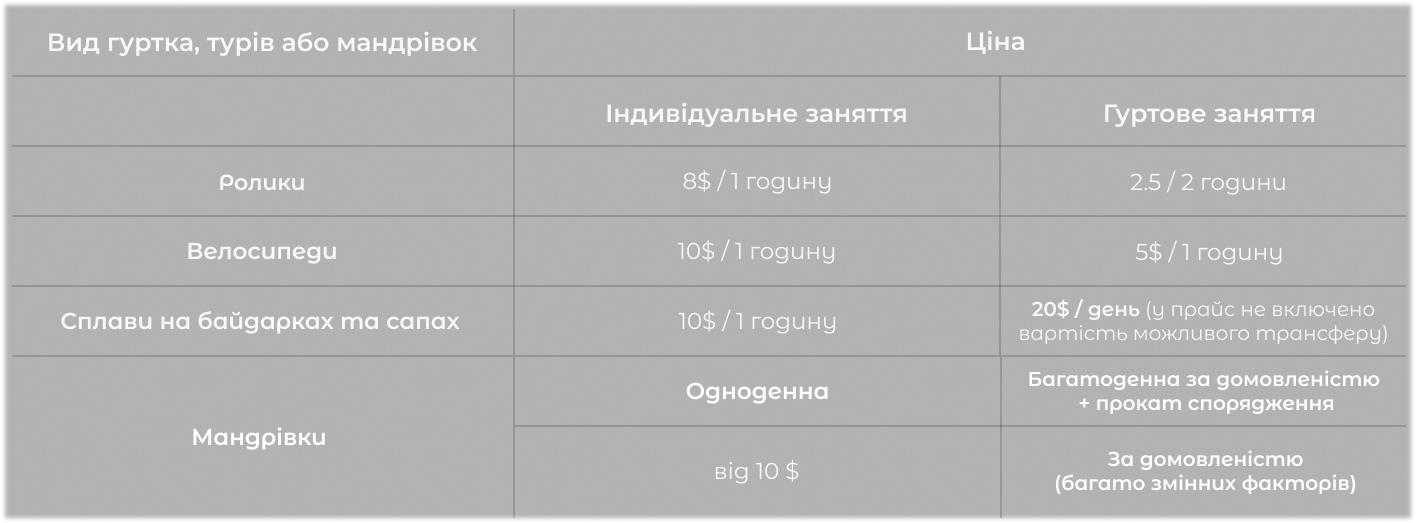 Вид гуртка, турів або мандрівок
Ціна
Індивідуальне заняття
Гуртове заняття
Ролики
8$ / 1 годину
2.5 / 2 години
Велосипеди
10$ / 1 годину
5$ / 1 годину
Сплави на байдарках та сапах
10$ / 1 годину
20$ / день (у прайс не включено
вартість можливого трансферу)
Мандрівки
Одноденна
Багатоденна за домовленістю
+ прокат спорядження
від 10 $
За домовленістю
(багато змінних факторів)